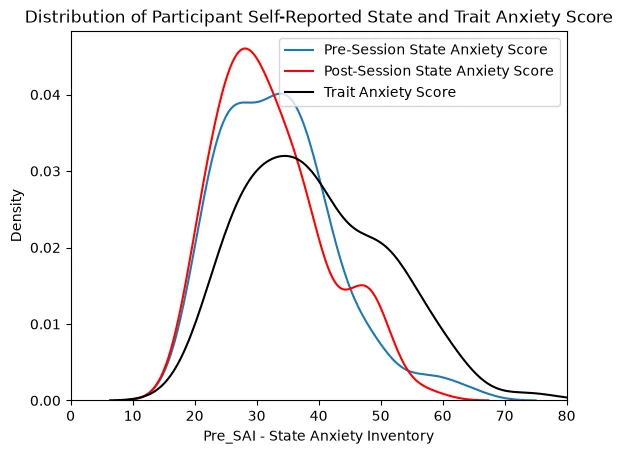 Distribution of Participant Self-Reported State and Trait Anxiety Score
Pre-Session State Anxiety Score
Post-Session State Anxiety Score
Trait Anxiety Score
Density
0.04
0.03
0.02
0.01
0.00
0 10 20 30 40 50 60 70 80
Pre_SAI - State Anxiety Inventory